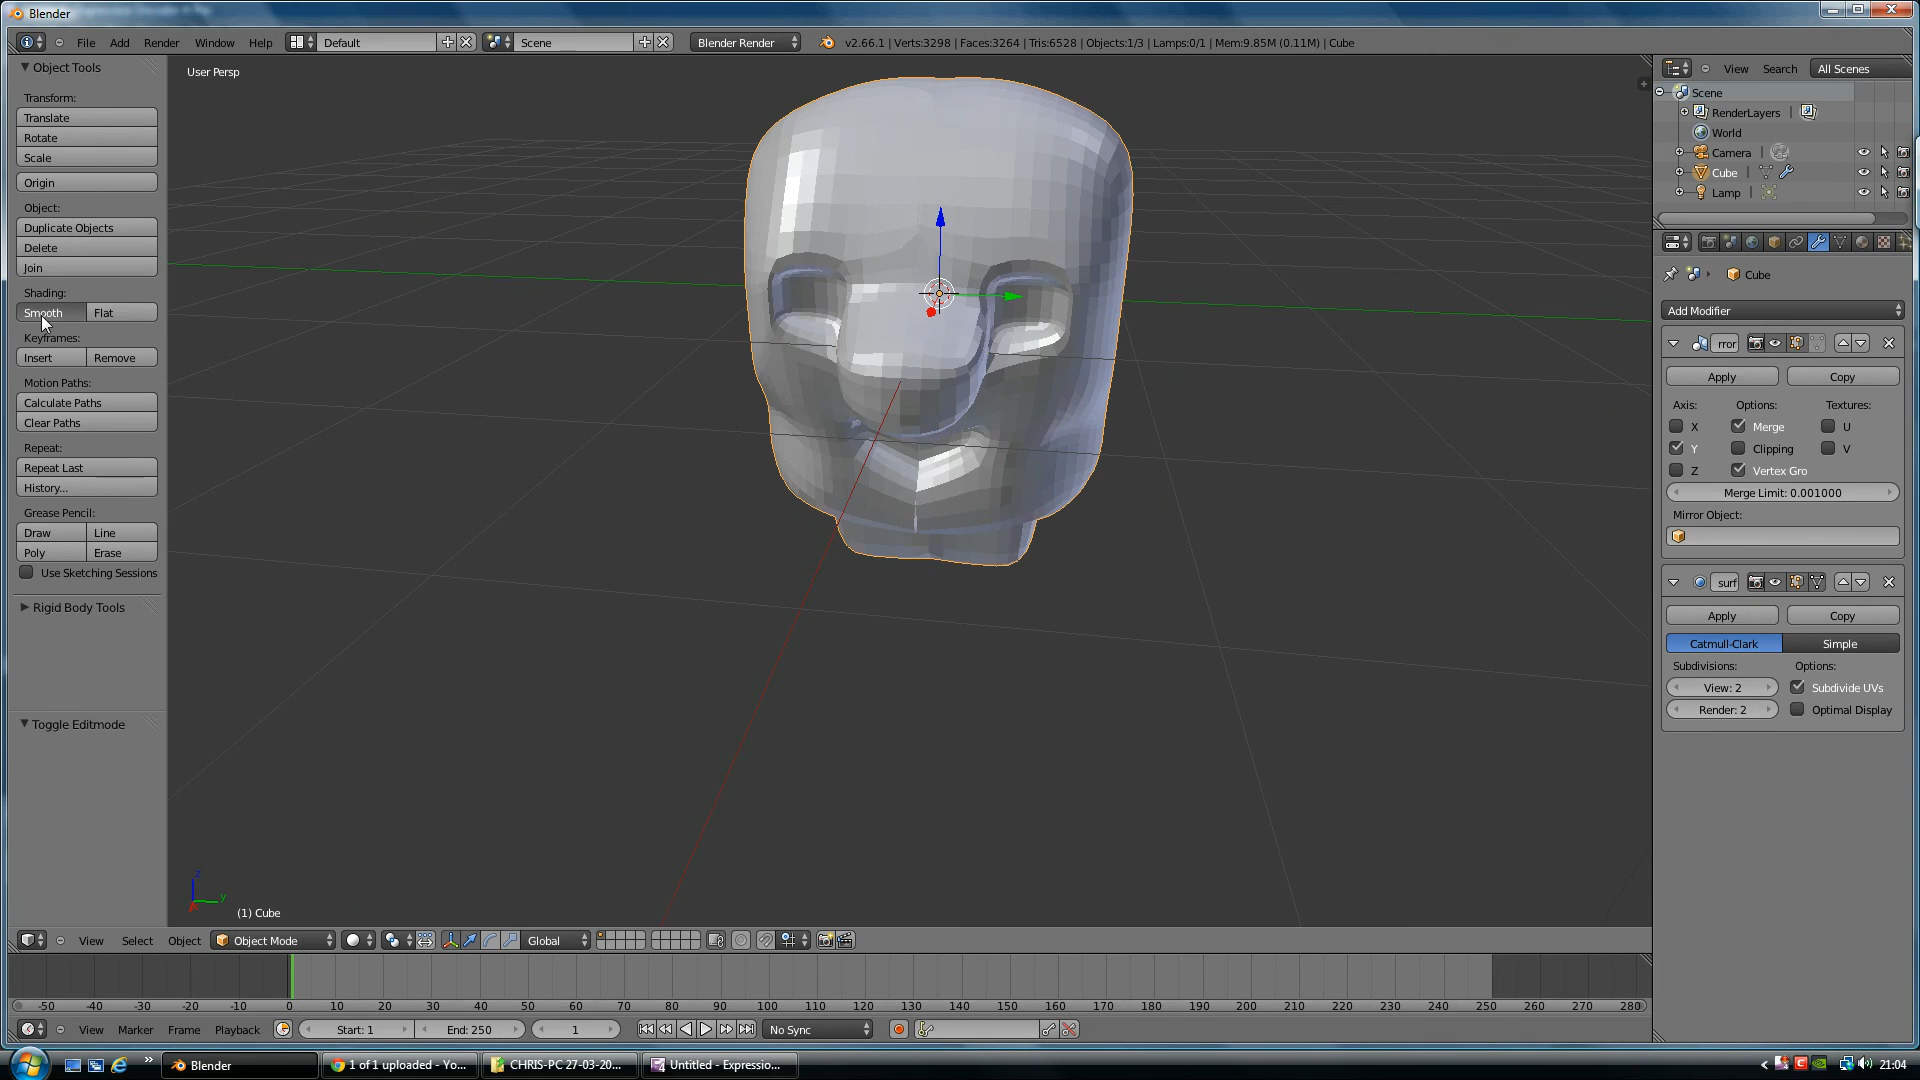 Blender
File Add Render Window Help Default Scene Blender Render v2.66.1 | Verts:3298 | Faces:3264 | Tris:6528 | Objects:1/3 | Lamps:0/1 | Mem:9.85M (0.11M) | Cube
Object Tools
Transform:
Translate
Rotate
Scale
Origin
Object:
Duplicate Objects
Delete
Join
Shading:
Smooth Flat
Keyframes:
Insert Remove
Motion Paths:
Calculate Paths
Clear Paths
Repeat:
Repeat Last
History...
Grease Pencil:
Draw Line
Poly Erase
Use Sketching Sessions
Rigid Body Tools
Toggle Editmode
User Persp
z
y
(1) Cube
View Search All Scenes
Scene
RenderLayers |
World
Camera |
Cube |
Lamp |
Cube
Add Modifier
rror
Apply Copy
Axis: Options: Textures:
X Merge U
Y Clipping V
Z Vertex Gro
Merge Limit: 0.001000
Mirror Object:
surf
Apply Copy
Catmull-Clark Simple
Subdivisions: Options:
View: 2 Subdivide UVs
Render: 2 Optimal Display
View Select Object Object Mode Global
-50 -40 -30 -20 -10 0 10 20 30 40 50 60 70 80 90 100 110 120 130 140 150 160 170 180 190 200 210 220 230 240 250 260 270 280
View Marker Frame Playback Start: 1 End: 250 1 No Sync
Blender 1 of 1 uploaded - Yo... CHRIS-PC 27-03-20... Untitled - Expressio... 21:04